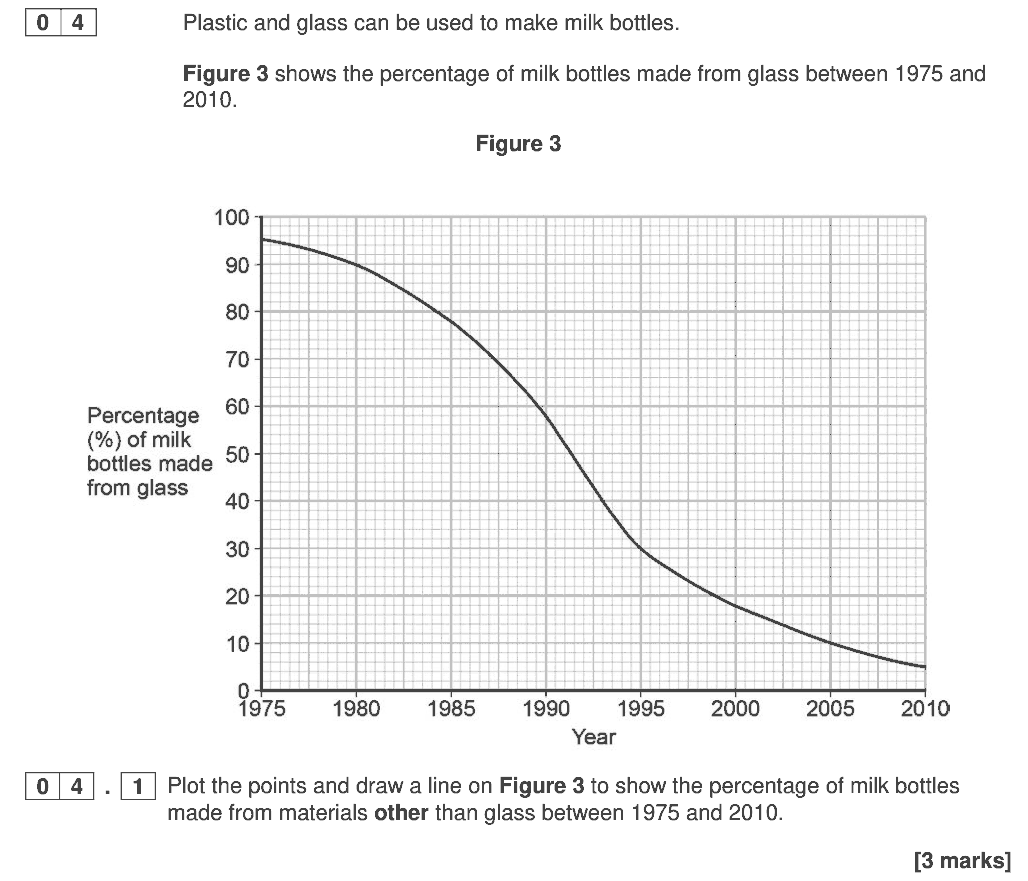 0 4 Plastic and glass can be used to make milk bottles.
Figure 3 shows the percentage of milk bottles made from glass between 1975 and
2010.
Figure 3
100
90
80
70
60
50
40
30
20
10
0
Percentage
(%) of milk
bottles made
from glass
1975 1980 1985 1990 1995 2000 2005 2010
Year
0 4 . 1 Plot the points and draw a line on Figure 3 to show the percentage of milk bottles
made from materials other than glass between 1975 and 2010.
[3 marks]